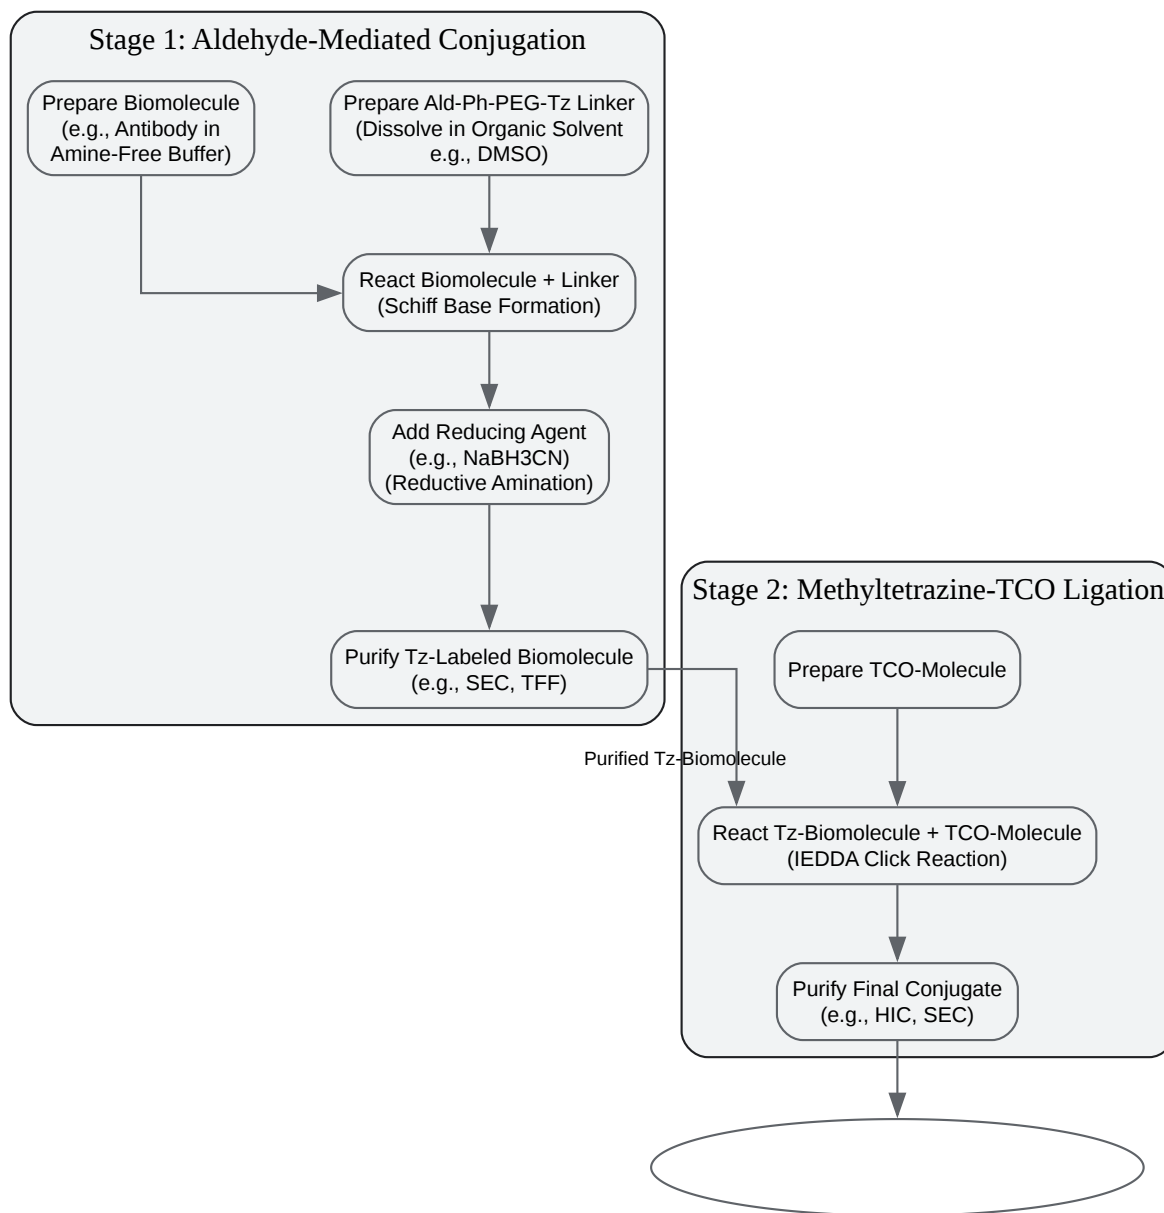 Stage 1: Aldehyde-Mediated Conjugation
Prepare Biomolecule
(e.g., Antibody in
Amine-Free Buffer)
Prepare Ald-Ph-PEG-Tz Linker
(Dissolve in Organic Solvent
e.g., DMSO)
React Biomolecule + Linker
(Schiff Base Formation)
Add Reducing Agent
(e.g., NaBH3CN)
(Reductive Amination)
Purify Tz-Labeled Biomolecule
(e.g., SEC, TFF)
Stage 2: Methyltetrazine-TCO Ligation
Prepare TCO-Molecule
Purified Tz-Biomolecule
React Tz-Biomolecule + TCO-Molecule
(IEDDA Click Reaction)
Purify Final Conjugate
(e.g., HIC, SEC)